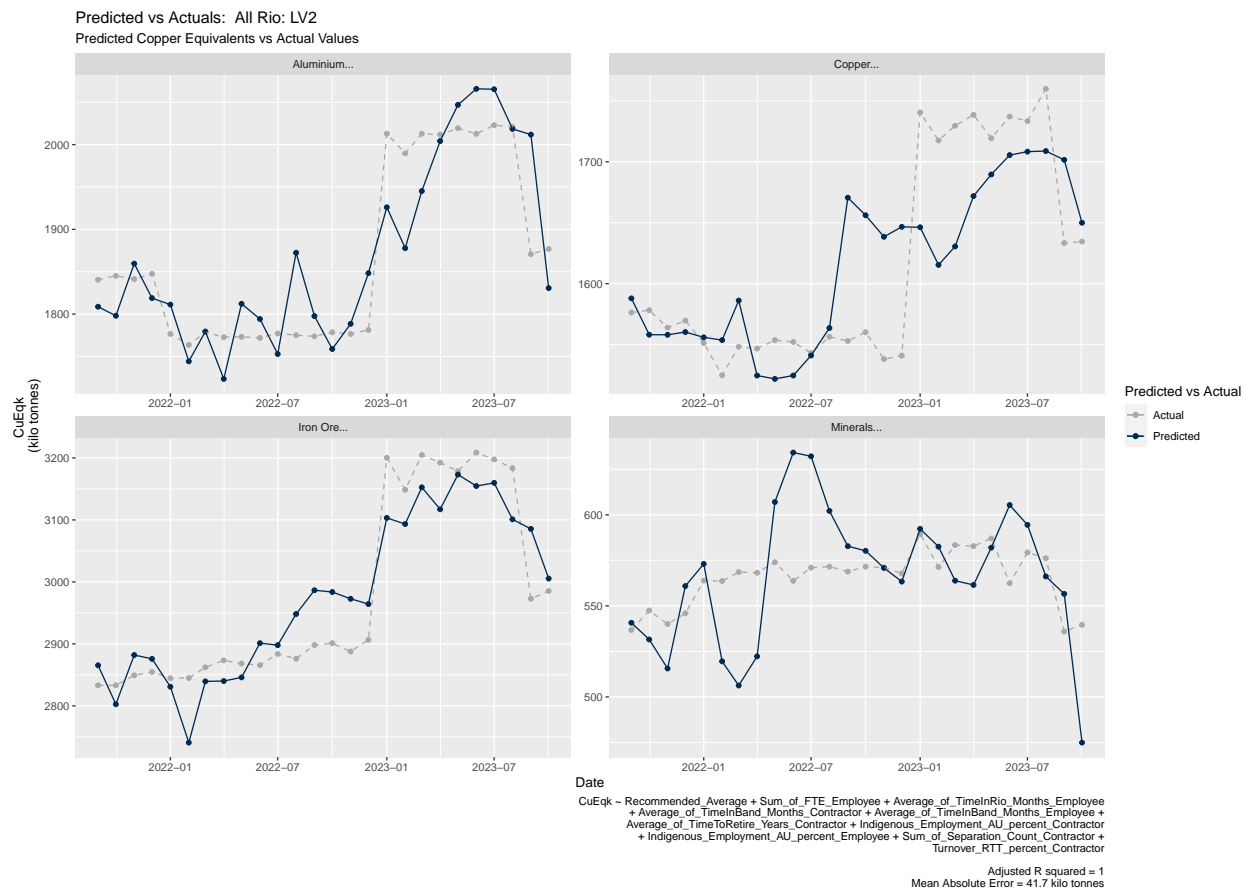 Predicted vs Actuals:  All Rio: LV2
Predicted Copper Equivalents vs Actual Values
Aluminium...
2000
1900
1800
2022−01
2022−07
2023−01
2023−07
Copper...
1700
1600
2022−01
2022−07
2023−01
2023−07
CuEqk
(kilo tonnes)
Iron Ore...
3200
3100
3000
2900
2800
2022−01
2022−07
2023−01
2023−07
Minerals...
600
550
500
2022−01
2022−07
2023−01
2023−07
Predicted vs Actual
Actual
Predicted
Date
CuEqk ~ Recommended_Average + Sum_of_FTE_Employee + Average_of_TimeInRio_Months_Employee
+ Average_of_TimeInBand_Months_Contractor + Average_of_TimeInBand_Months_Employee +
Average_of_TimeToRetire_Years_Contractor + Indigenous_Employment_AU_percent_Contractor
+ Indigenous_Employment_AU_percent_Employee + Sum_of_Separation_Count_Contractor +
Turnover_RTT_percent_Contractor
Adjusted R squared = 1
Mean Absolute Error = 41.7 kilo tonnes